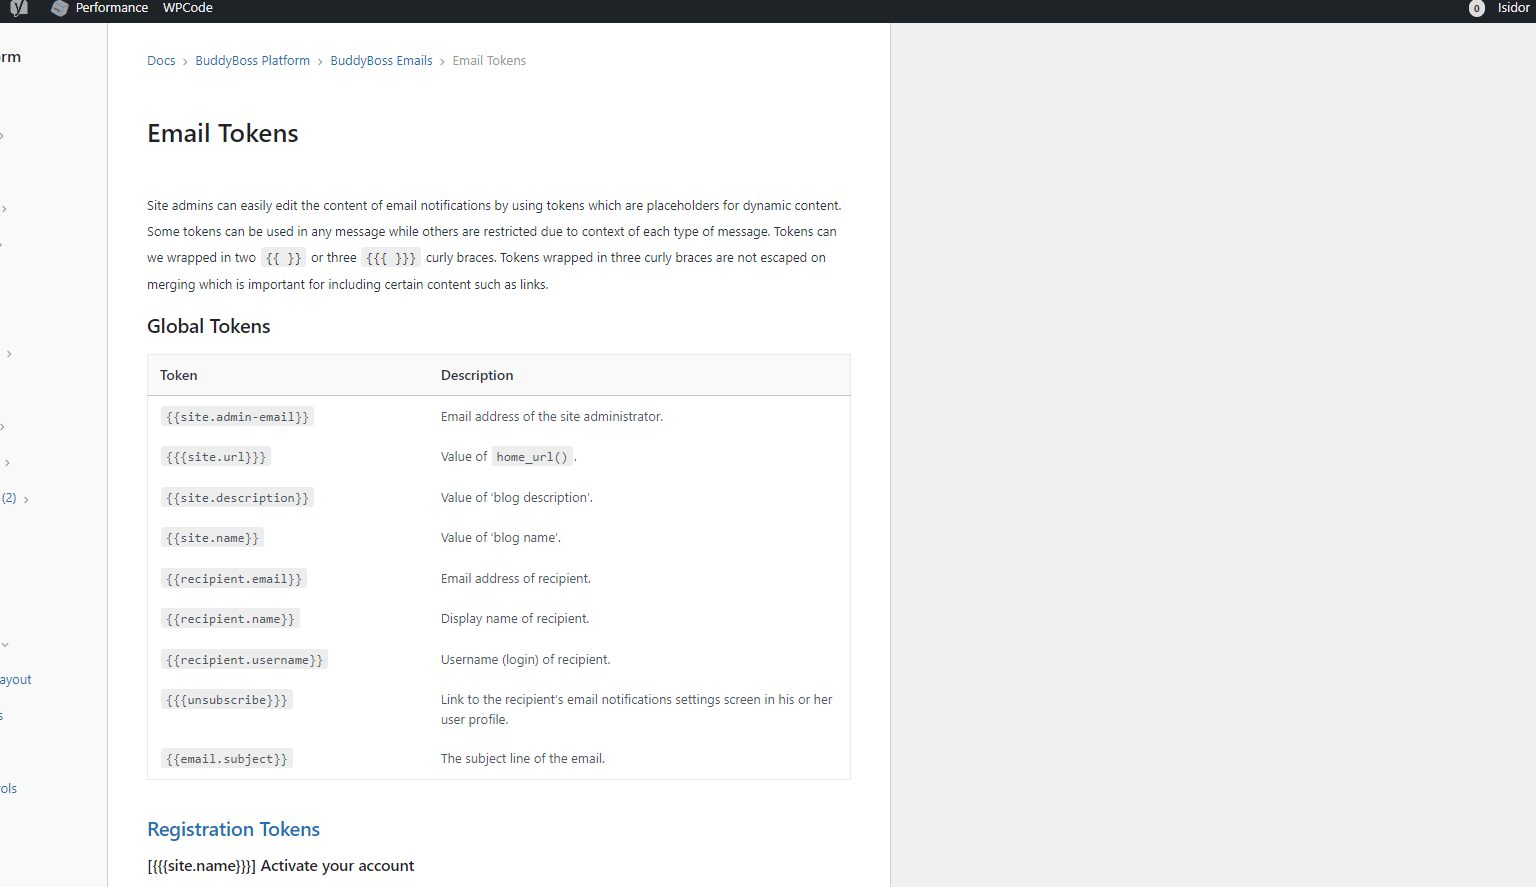 Performance WPCode 0 Isidor
rm
Docs > BuddyBoss Platform > BuddyBoss Emails > Email Tokens
Email Tokens
Site admins can easily edit the content of email notifications by using tokens which are placeholders for dynamic content.
Some tokens can be used in any message while others are restricted due to context of each type of message. Tokens can
we wrapped in two {{ }} or three {{{ }}} curly braces. Tokens wrapped in three curly braces are not escaped on
merging which is important for including certain content such as links.
Global Tokens
Token Description
{{site.admin-email}} Email address of the site administrator.
{{{site.url}}} Value of home_url() .
(2)
{{site.description}} Value of ‘blog description’.
{{site.name}} Value of ‘blog name’.
{{recipient.email}} Email address of recipient.
{{recipient.name}} Display name of recipient.
{{recipient.username}} Username (login) of recipient.
ayout
{{{unsubscribe}}} Link to the recipient’s email notifications settings screen in his or her
user profile.
s
{{email.subject}} The subject line of the email.
ols
Registration Tokens
[{{{site.name}}}] Activate your account